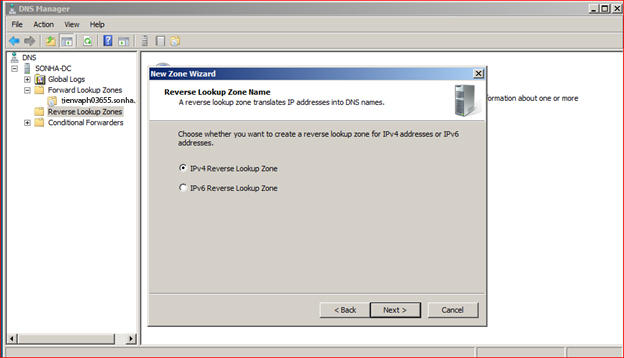 DNS Manager
File Action View Help
DNS
SONHA-DC
Global Logs
Forward Lookup Zones
tienvaph03655.sonha.
Reverse Lookup Zones
Conditional Forwarders
New Zone Wizard
Reverse Lookup Zone Name
A reverse lookup zone translates IP addresses into DNS names.
ormation about one or more
Choose whether you want to create a reverse lookup zone for IPv4 addresses or IPv6
addresses.
IPv4 Reverse Lookup Zone
IPv6 Reverse Lookup Zone
< Back Next > Cancel